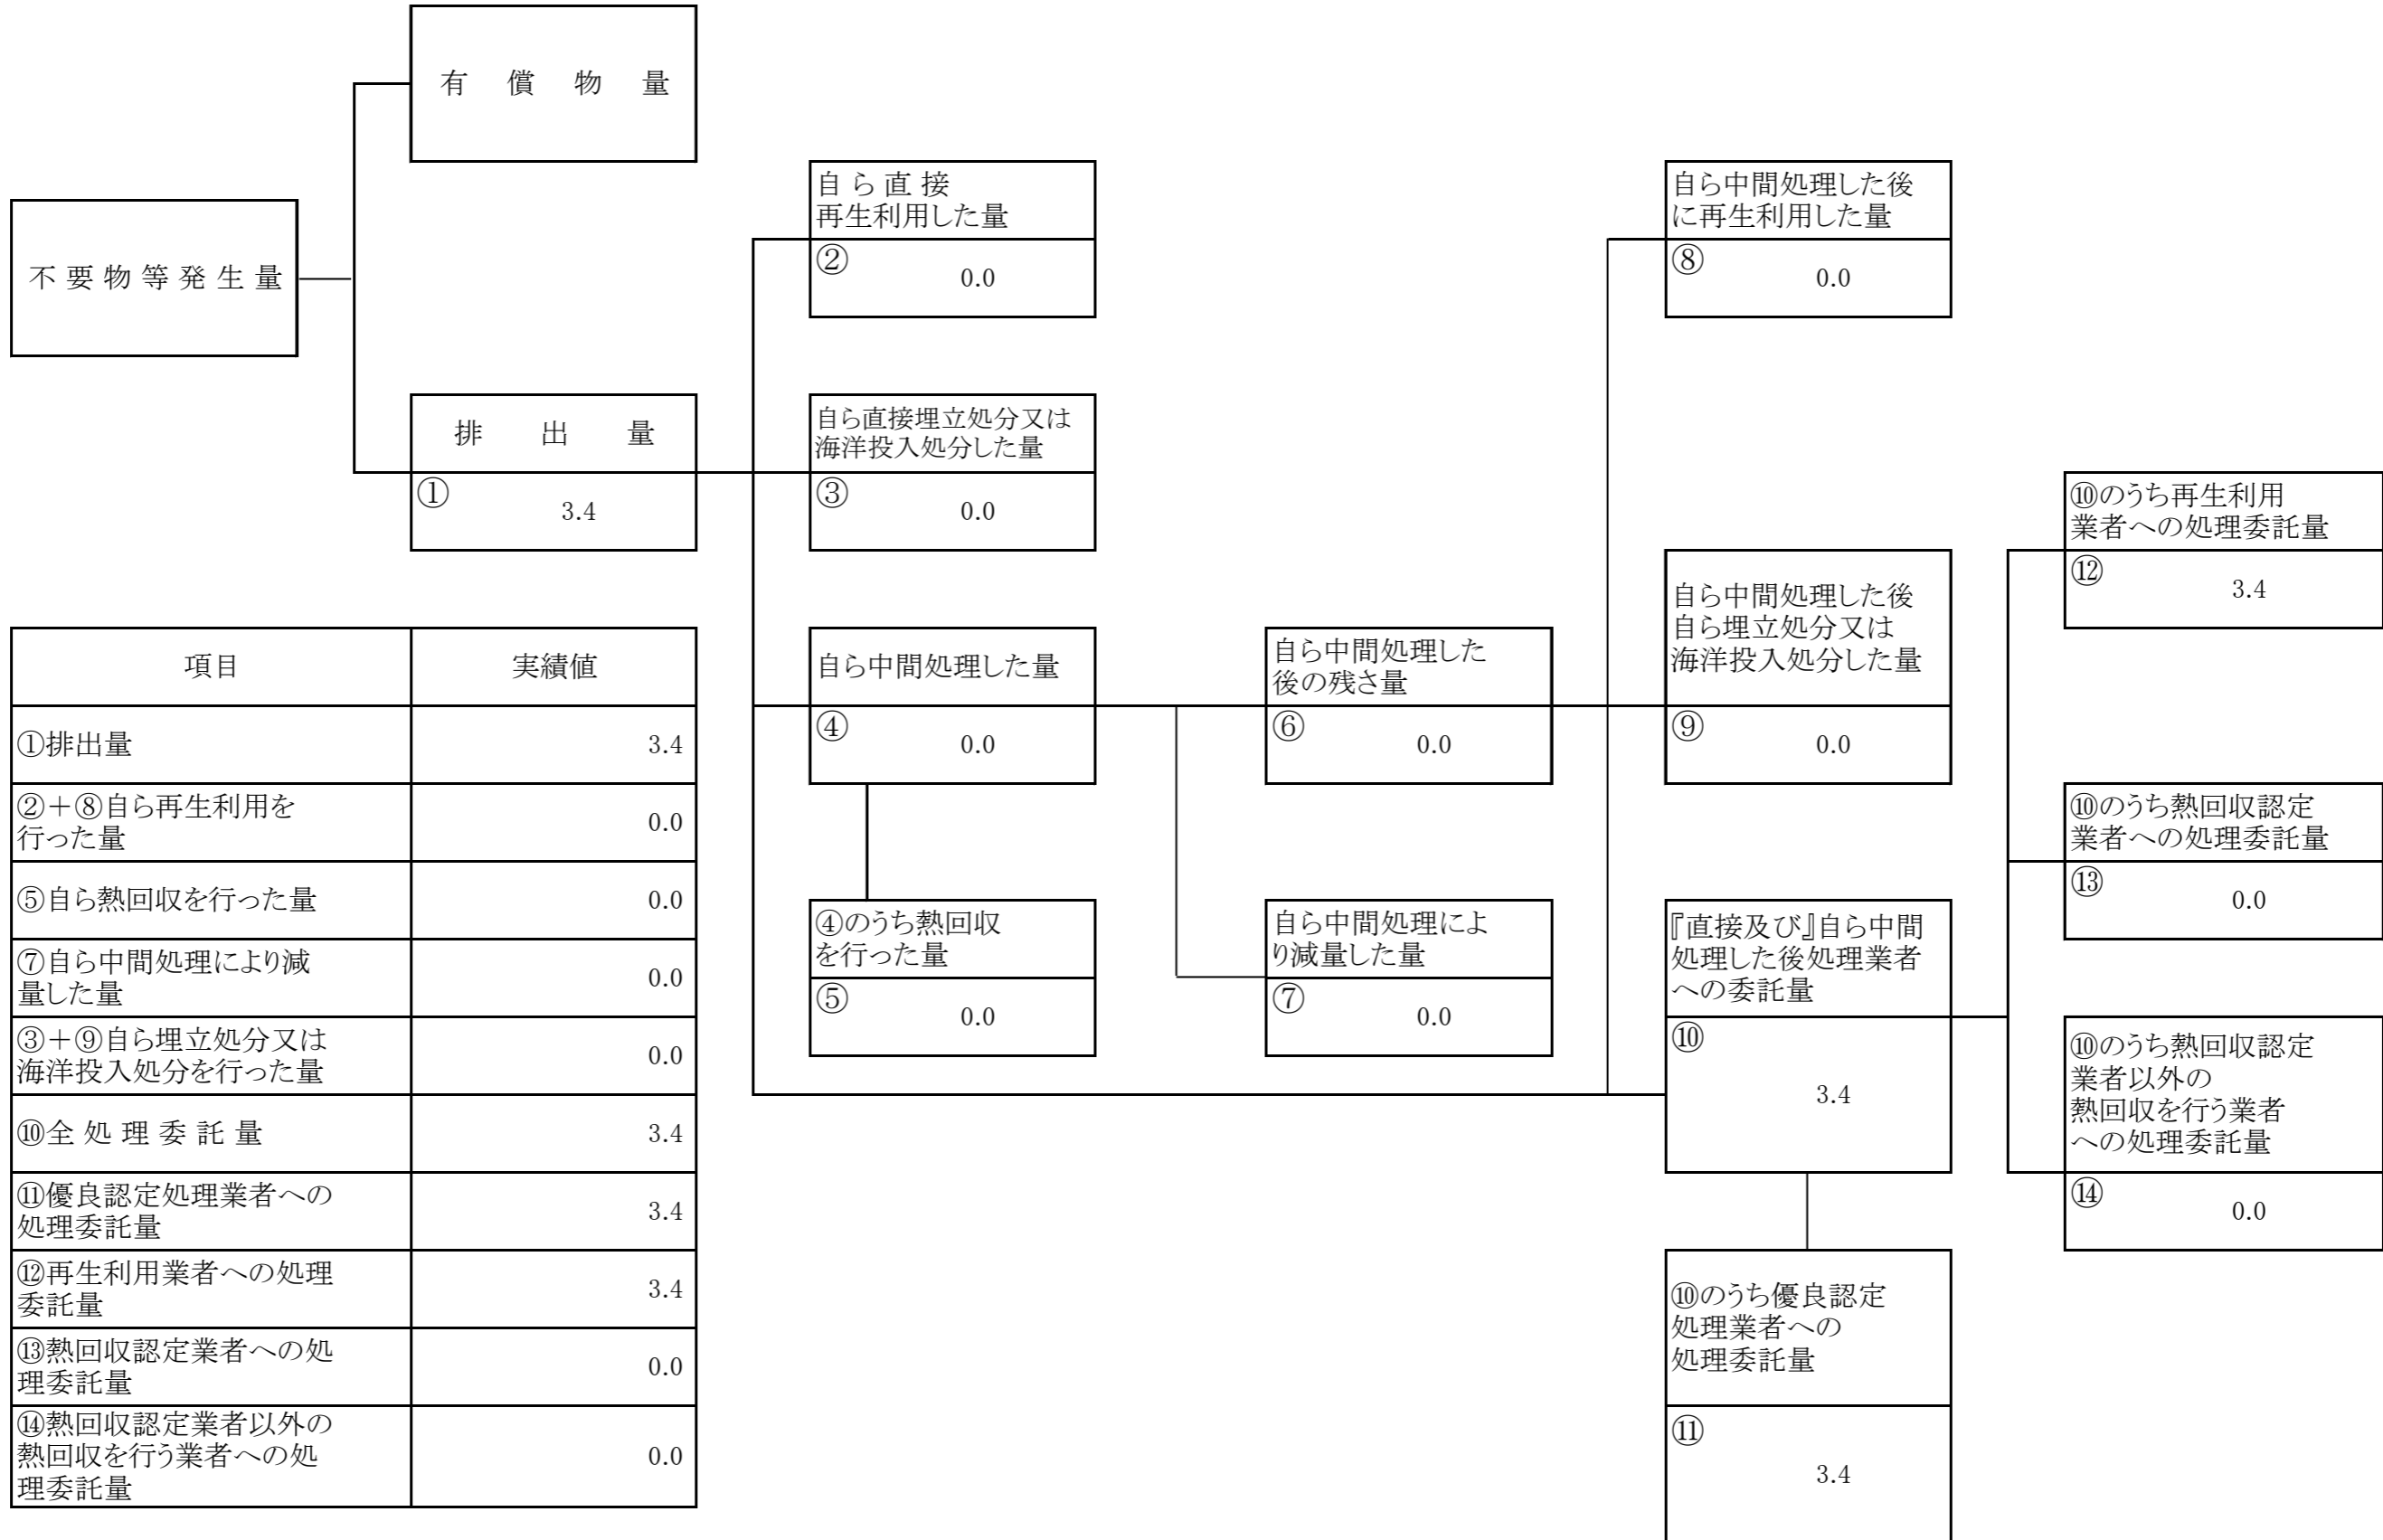 有償物量
不要物等発生量
排出量
①
3.4
自ら直接
再生利用した量
②
0.0
自ら直接埋立処分又は
海洋投入処分した量
③
0.0
自ら中間処理した量
④
0.0
④のうち熱回収
を行った量
⑤
0.0
自ら中間処理した
後の残さ量
⑥
0.0
自ら中間処理によ
り減量した量
⑦
0.0
自ら中間処理した後
に再生利用した量
⑧
0.0
自ら中間処理した後
自ら埋立処分又は
海洋投入処分した量
⑨
0.0
『直接及び』自ら中間
処理した後処理業者
への委託量
⑩
3.4
⑩のうち優良認定
処理業者への
処理委託量
⑪
3.4
⑩のうち再生利用
業者への処理委託量
⑫
3.4
⑩のうち熱回収認定
業者への処理委託量
⑬
0.0
⑩のうち熱回収認定
業者以外の
熱回収を行う業者
への処理委託量
⑭
0.0
項目 実績値
①排出量 3.4
②＋⑧自ら再生利用を
行った量 0.0
⑤自ら熱回収を行った量 0.0
⑦自ら中間処理により減
量した量 0.0
③＋⑨自ら埋立処分又は
海洋投入処分を行った量 0.0
⑩全処理委託量 3.4
⑪優良認定処理業者への
処理委託量 3.4
⑫再生利用業者への処理
委託量 3.4
⑬熱回収認定業者への処
理委託量 0.0
⑭熱回収認定業者以外の
熱回収を行う業者への処
理委託量 0.0